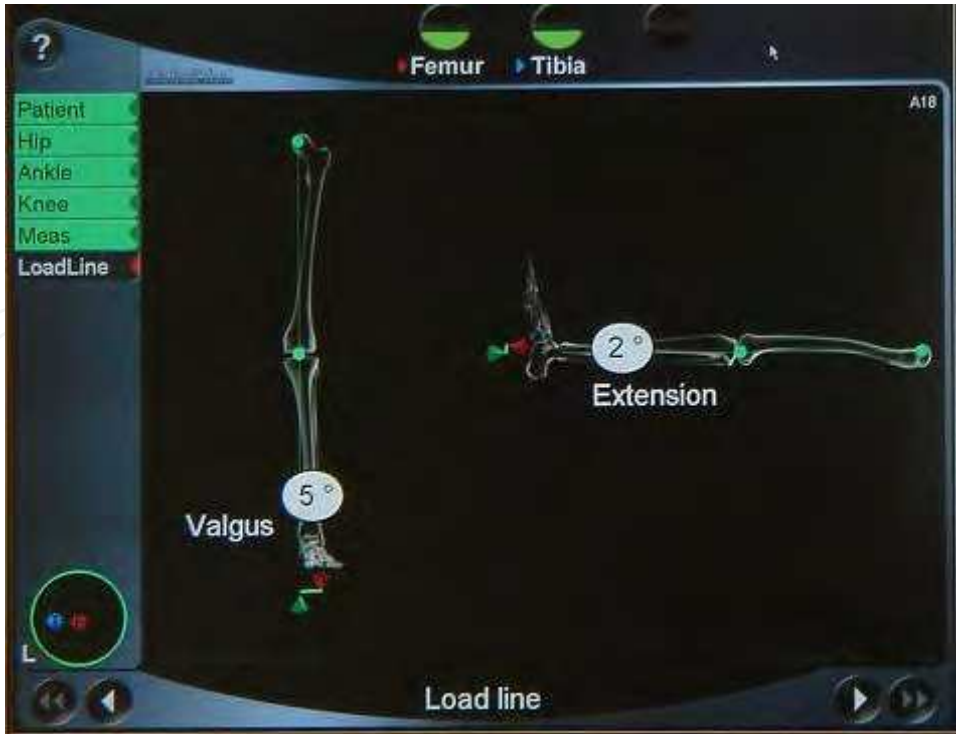 ?
Femur
Tibia
A18
Patient
Hip
Ankle
Knee
Meas
LoadLine
2 °
Extension
5 °
Valgus
L
Load line